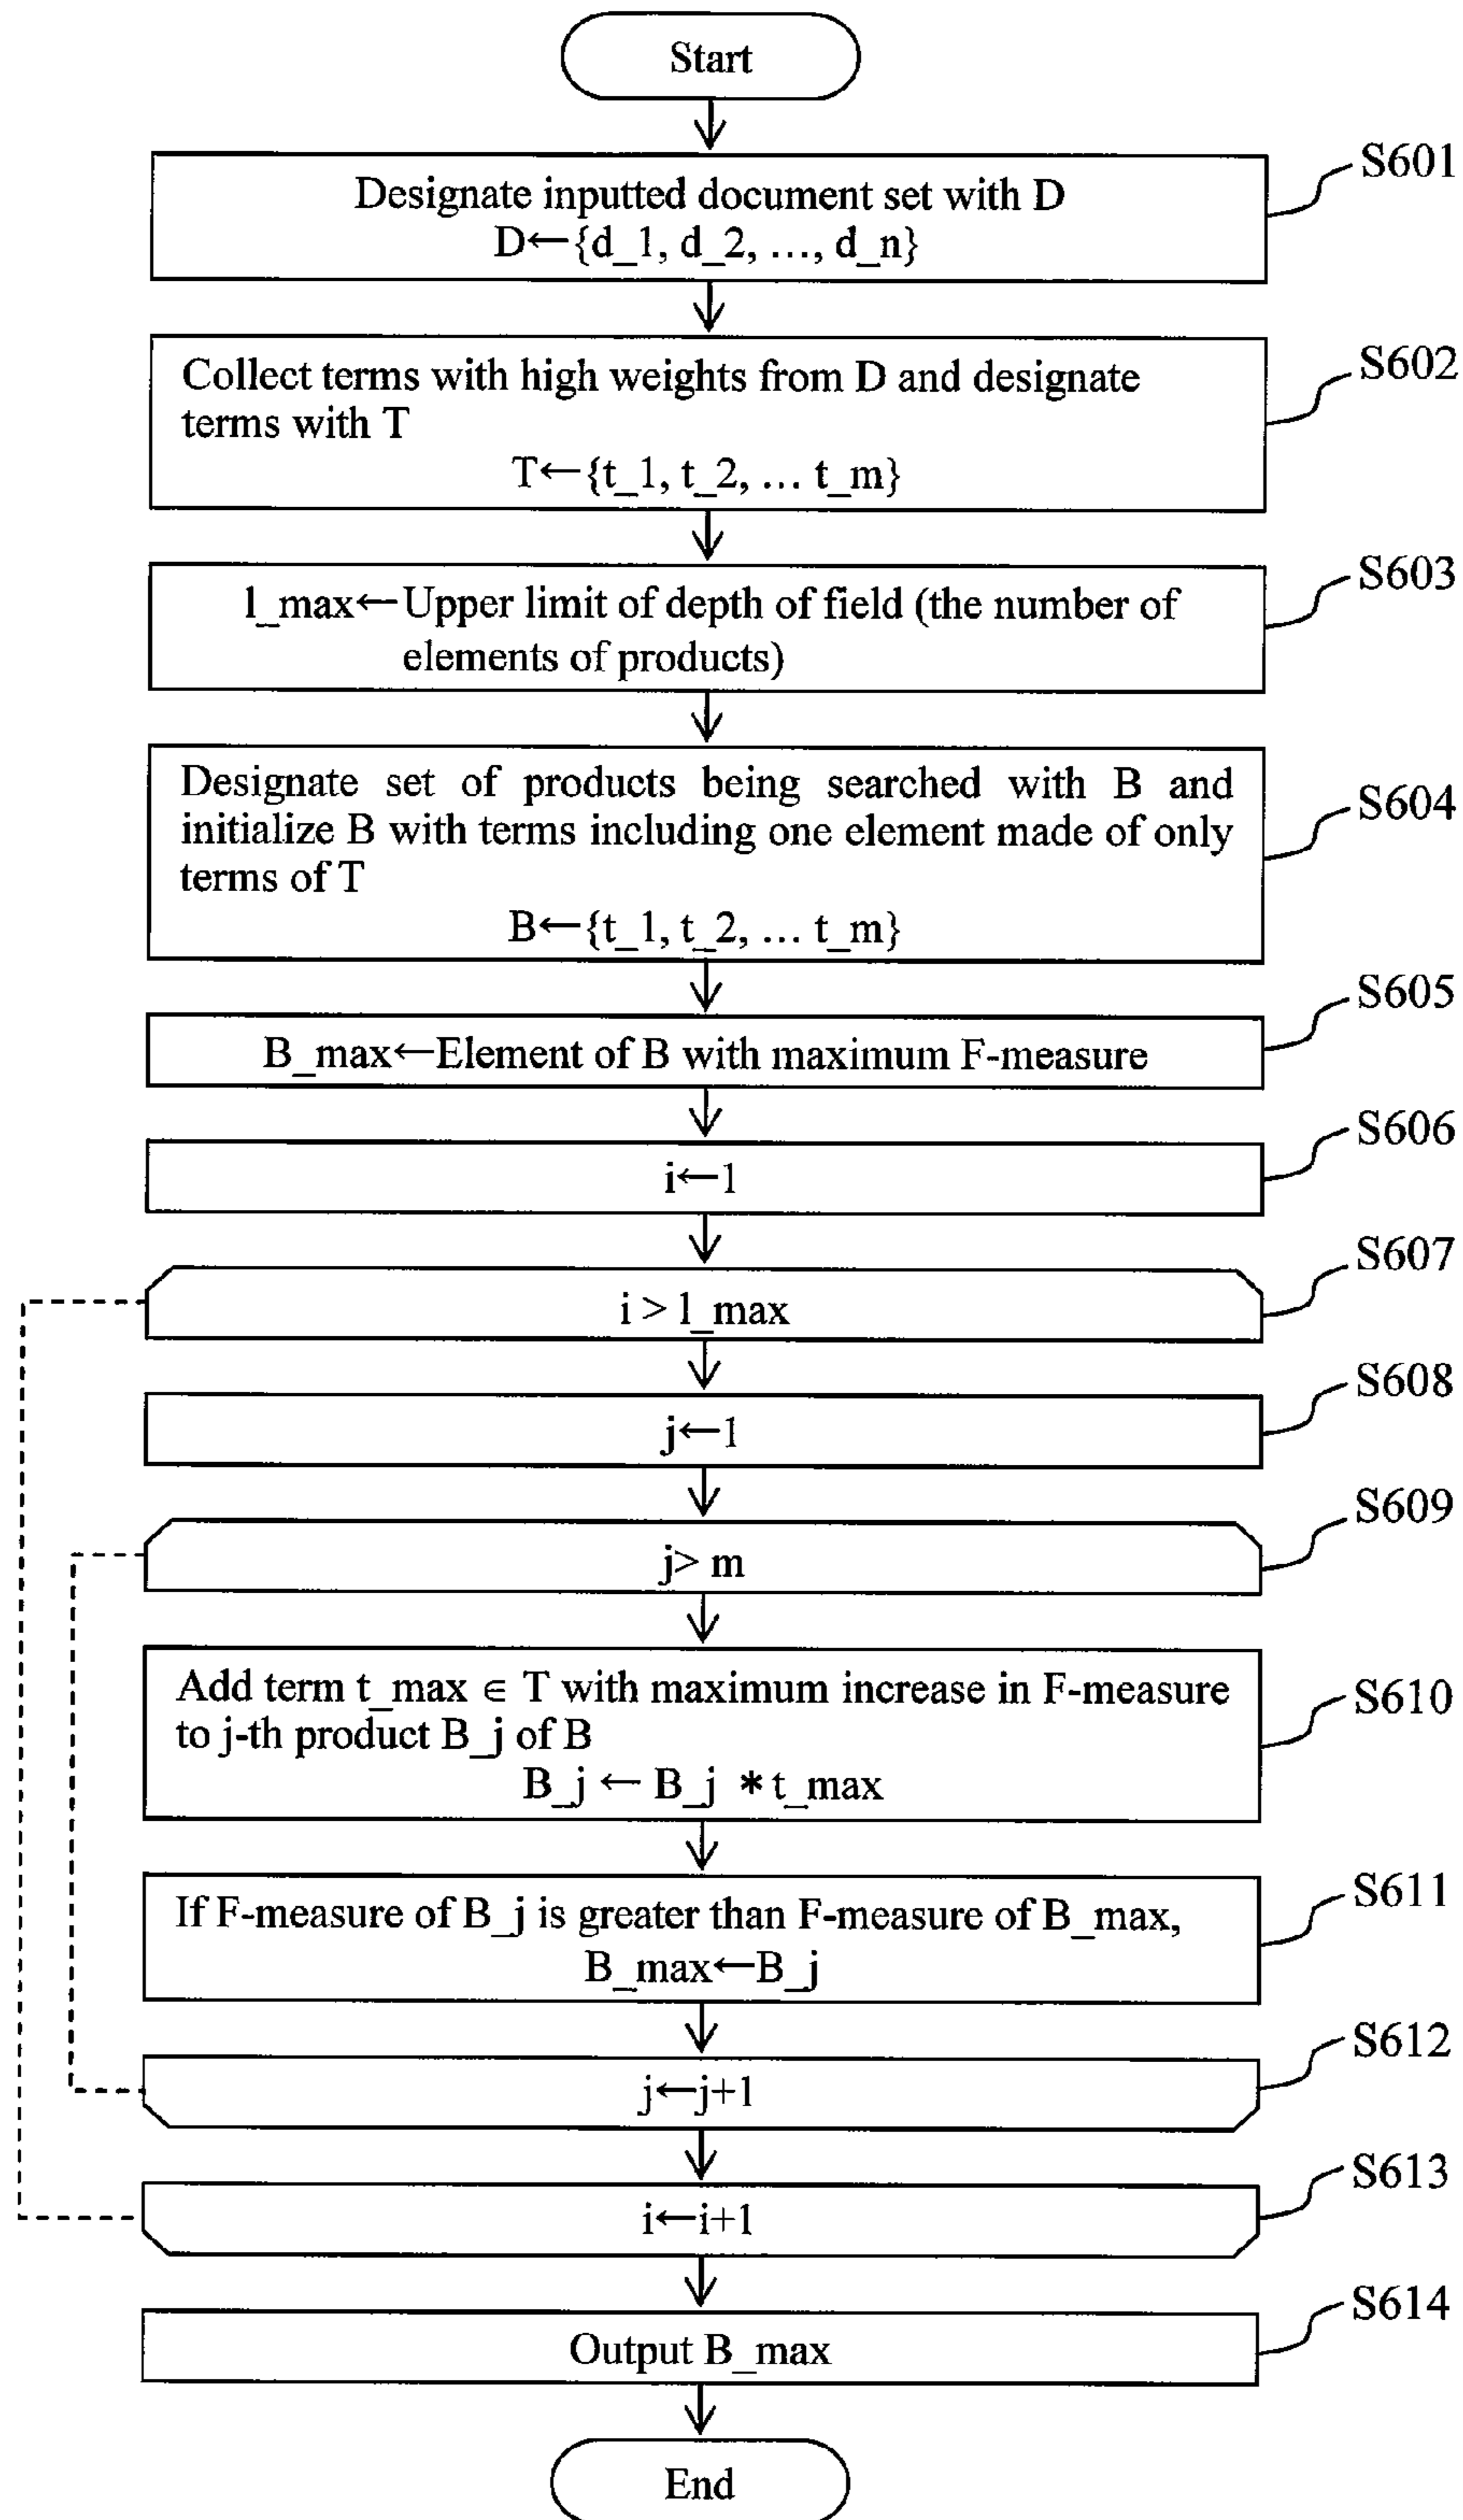 Start
S601
Designate inputted document set with D
D←{d_1, d_2, ..., d_n}
S602
Collect terms with high weights from D and designate
terms with T
T←{t_1, t_2, ... t_m}
S603
l_max←Upper limit of depth of field (the number of
elements of products)
S604
Designate set of products being searched with B and
initialize B with terms including one element made of only
terms of T
B←{t_1, t_2, ... t_m}
S605
B_max←Element of B with maximum F-measure
S606
i←1
S607
i > l_max
S608
j←1
S609
j> m
S610
Add term t_max ∈ T with maximum increase in F-measure
to j-th product B_j of B
B_j ← B_j *t_max
S611
If F-measure of B_j is greater than F-measure of B_max,
B_max←B_j
S612
j←j+1
S613
i←i+1
S614
Output B_max
End